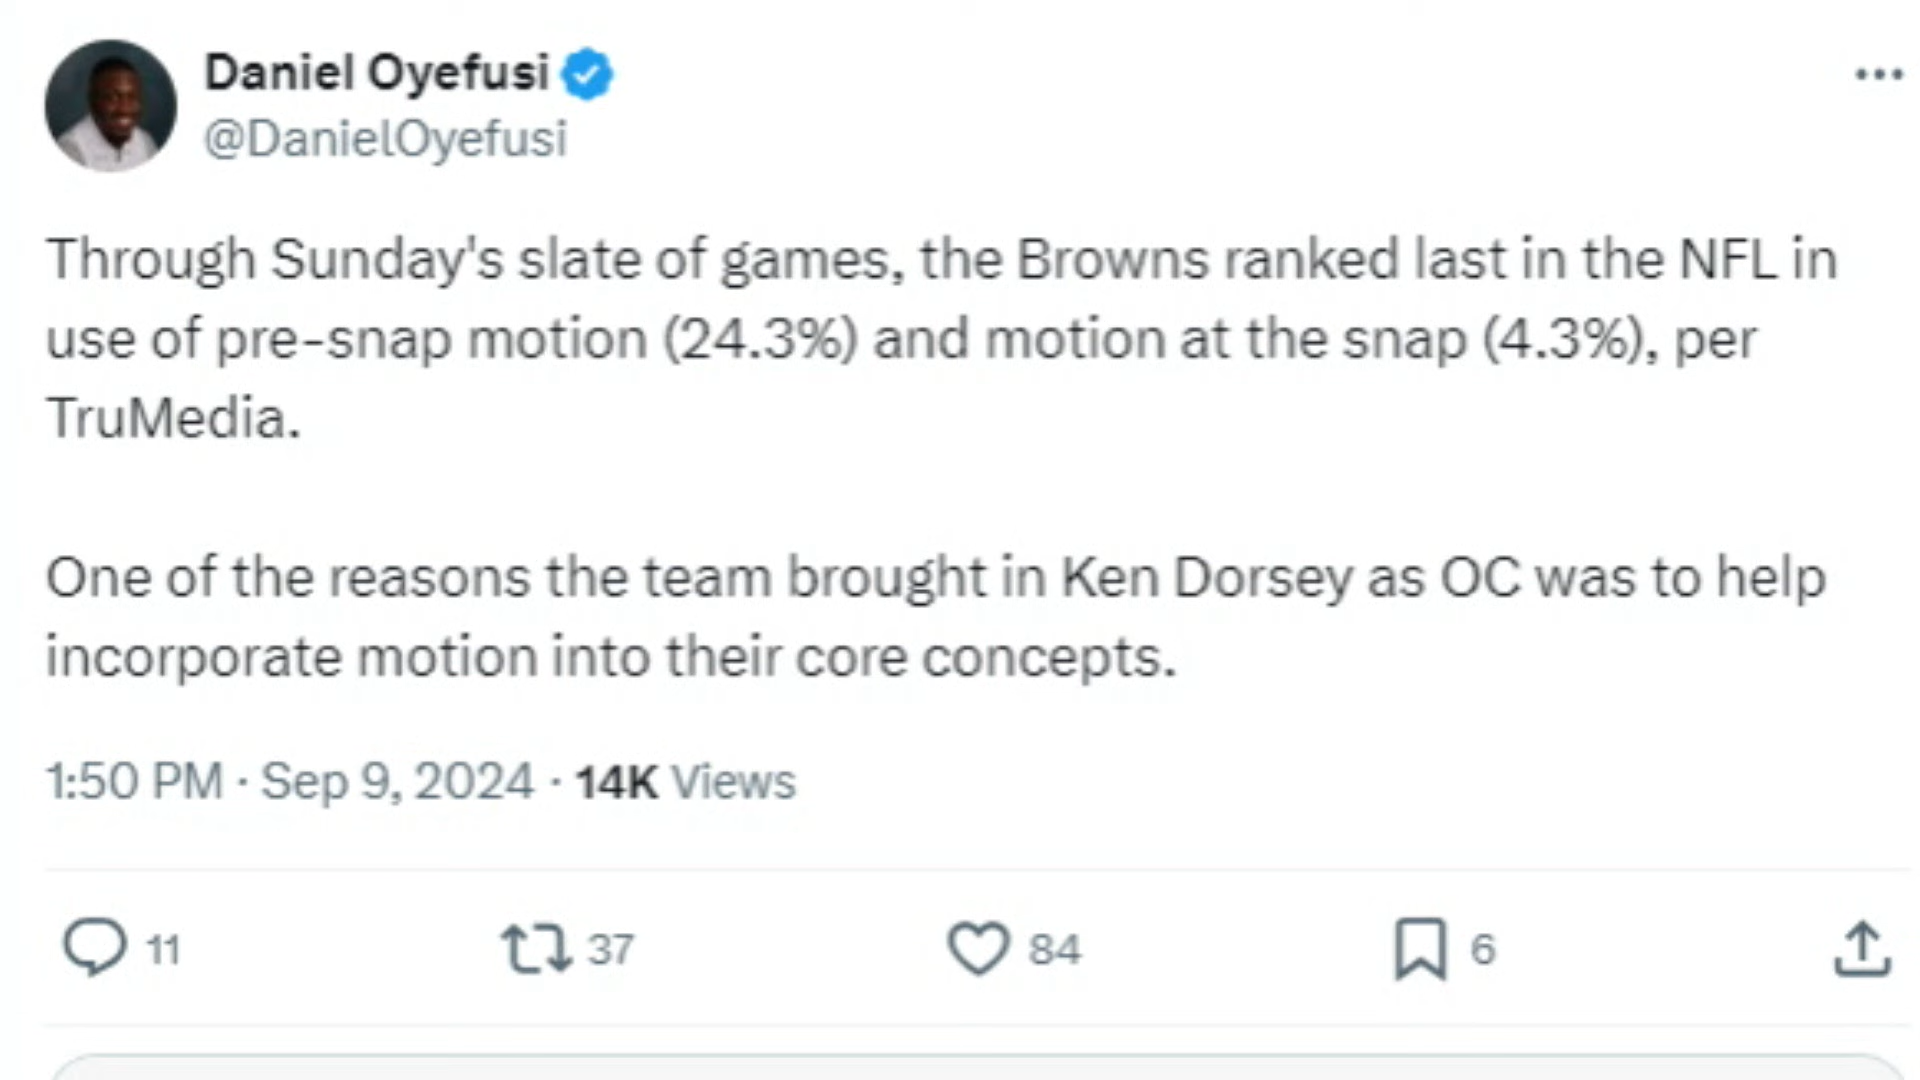 Daniel Oyefusi
@DanielOyefusi
Through Sunday's slate of games, the Browns ranked last in the NFL in
use of pre-snap motion (24.3%) and motion at the snap (4.3%), per
TruMedia.
One of the reasons the team brought in Ken Dorsey as OC was to help
incorporate motion into their core concepts.
1:50 PM · Sep 9, 2024 · 14K Views
11 37 84 6